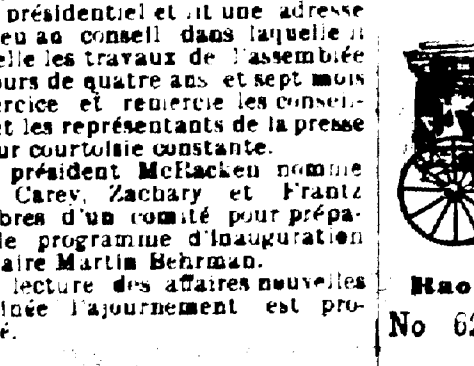 présidentiel et lit une adresse
eu au conseil dans laquelle il
elle les travaux de l'assemblée
ours de quatre ans et sept mois
ercice et remercie les conseil-
et les représentants de la presse
ur courtoisie constante.
président McRacken nomme
Carey, Zachary et Frantz
bres d'un comité pour prépa-
le programme d'inauguration
aire Martin Behrman.
lecture des affaires nouvelles
inée l'ajournement est pro-
é.
Rac
No 62